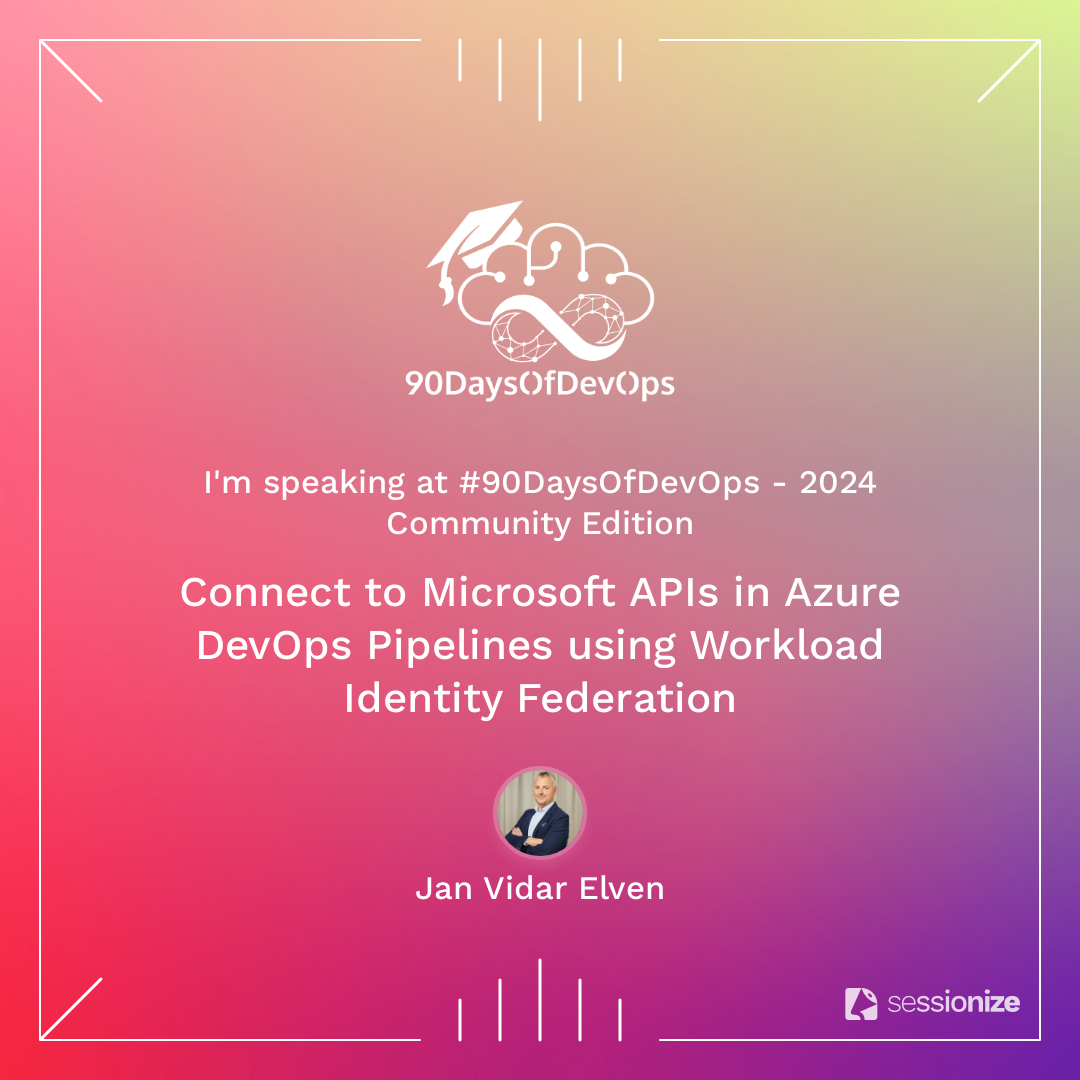 90DaysOfDevOps
I'm speaking at #90DaysOfDevOps - 2024
Community Edition
Connect to Microsoft APIs in Azure
DevOps Pipelines using Workload
Identity Federation
Jan Vidar Elven
sessionize